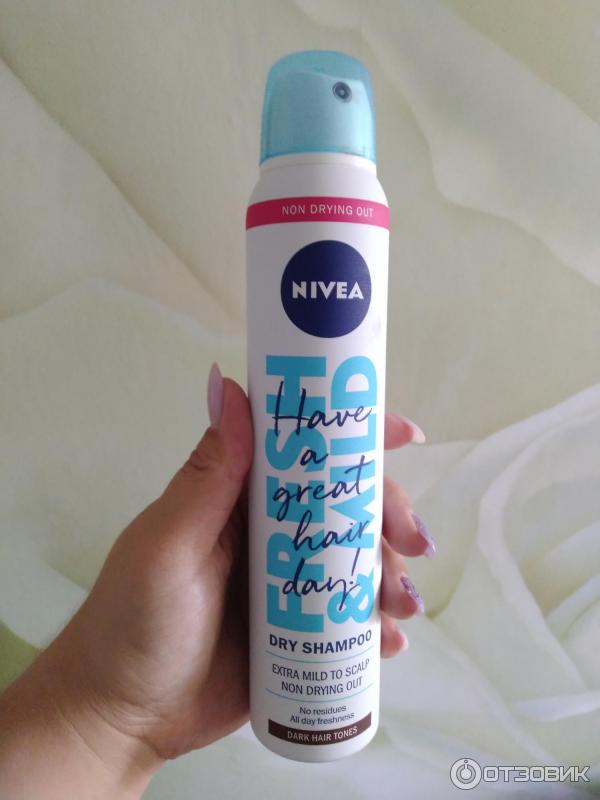 NON DRYING OUT
NIVEA
FRESH
& MILD
Have
a
great
hair
day!
DRY SHAMPOO
EXTRA MILD TO SCALP
NON DRYING OUT
No residues
All day freshness
DARK HAIR TONES
ОТЗОВИК